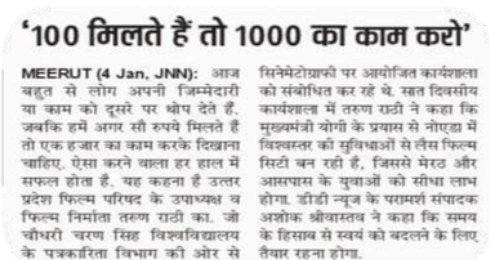 ‘100 मिलते हैं तो 1000 का काम करो’
MEERUT (4 Jan, JNN): आज
बहुत से लोग अपनी जिम्मेदारी
या काम को दूसरे पर थोप देते हैं.
जबकि हमें अगर सौ रुपये मिलते हैं
तो एक हजार का काम करके दिखाना
चाहिए. ऐसा करने वाला हर हाल में
सफल होता है. यह कहना है उत्तर
प्रदेश फिल्म परिषद के उपाध्यक्ष व
फिल्म निर्माता तरुण राठी का. जो
चौधरी चरण सिंह विश्वविद्यालय
के पत्रकारिता विभाग की ओर से
सिनेमेटोग्राफी पर आयोजित कार्यशाला
को संबोधित कर रहे थे. सात दिवसीय
कार्यशाला में तरुण राठी ने कहा कि
मुख्यमंत्री योगी के प्रयास से नोएडा में
विश्वस्तर की सुविधाओं से लैस फिल्म
सिटी बन रही है, जिससे मेरठ और
आसपास के युवाओं को सीधा लाभ
होगा. डीडी न्यूज के परामर्श संपादक
अशोक श्रीवास्तव ने कहा कि समय
के हिसाब से स्वयं को बदलने के लिए
तैयार रहना होगा.